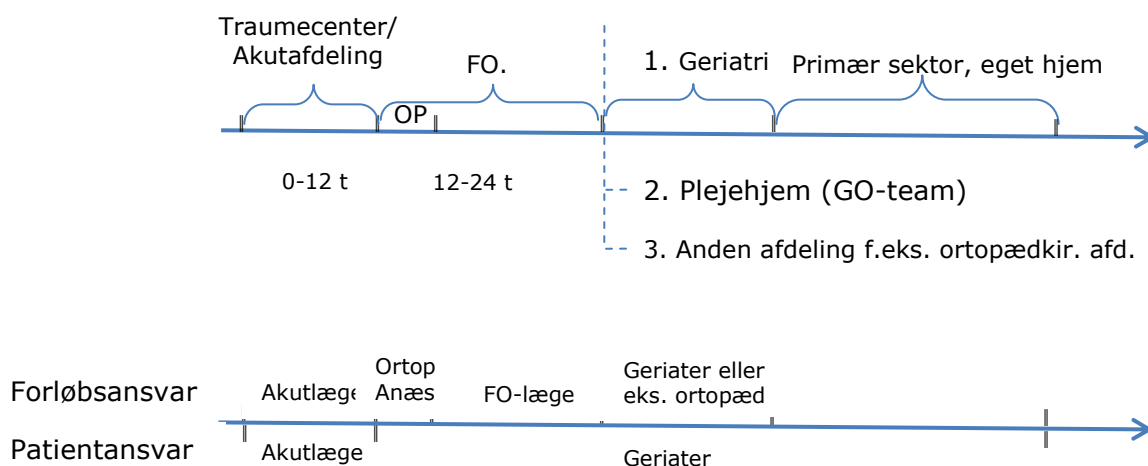 Traumecenter/
Akutafdeling
FO.
1. Geriatri
Primær sektor, eget hjem
OP
0-12 t
12-24 t
2. Plejehjem (GO-team)
3. Anden afdeling f.eks. ortopædkir. afd.
Forløbsansvar
Akutlæge
Ortop
Anæs
FO-læge
Geriater eller
eks. ortopæd
Patientansvar
Akutlæge
Geriater